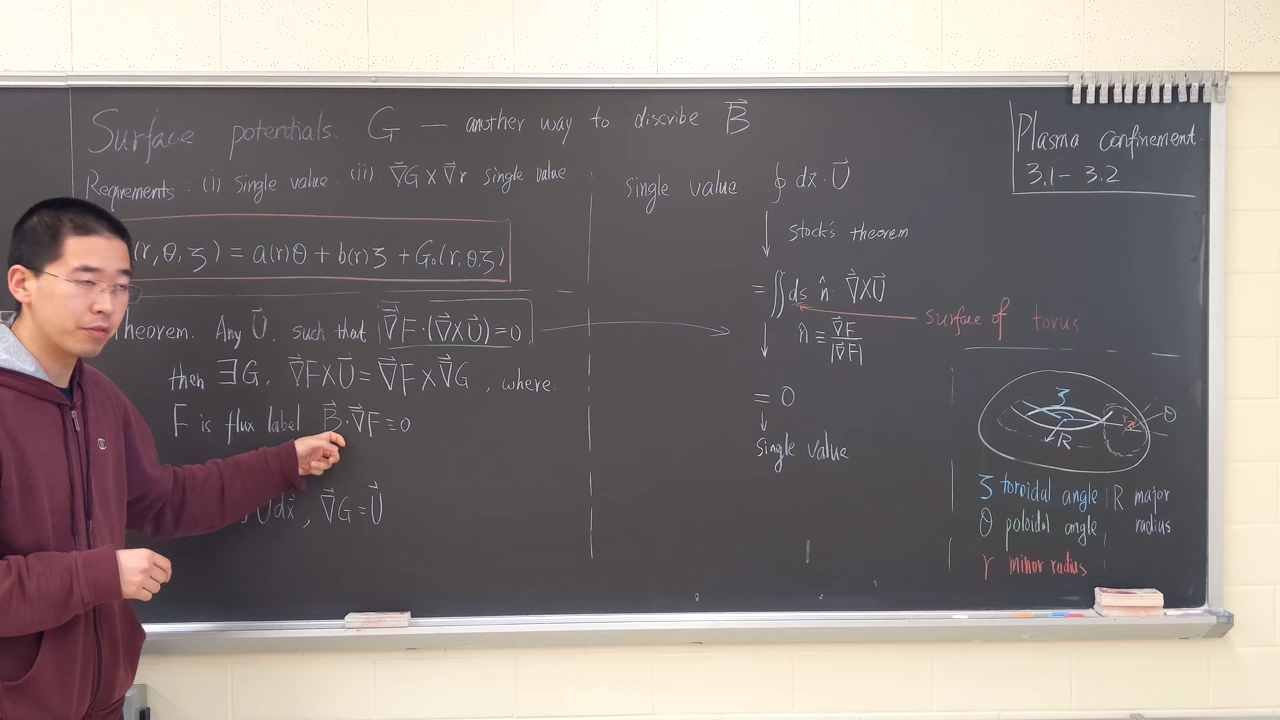 Surface potentials. G — another way to discribe B⃗
Reqirements: (i) single value. (ii). ∇⃗G × ∇⃗r single value
(r, θ, ζ) = a(r)θ + b(r)ζ + G₀(r, θ, ζ)
heorem. Any U⃗, such that ∇⃗F·(∇⃗×U⃗)=0,
then ∃G, ∇⃗F×U⃗=∇⃗F×∇⃗G, where.
F is flux label B⃗·∇⃗F≡0
U⃗dx⃗, ∇⃗G=U⃗
single value ∮ dx⃗·U⃗
↓ stock's theorem
= ∬ds n̂·∇⃗×U⃗
surface of torus
↓ n̂ ≡ ∇⃗F/|∇⃗F|
= 0
↓
single value
Plasma confinement.
3.1 - 3.2
ζ
θ
r
R
ζ toroidal angle | R major
θ poloidal angle radius
r minor radius